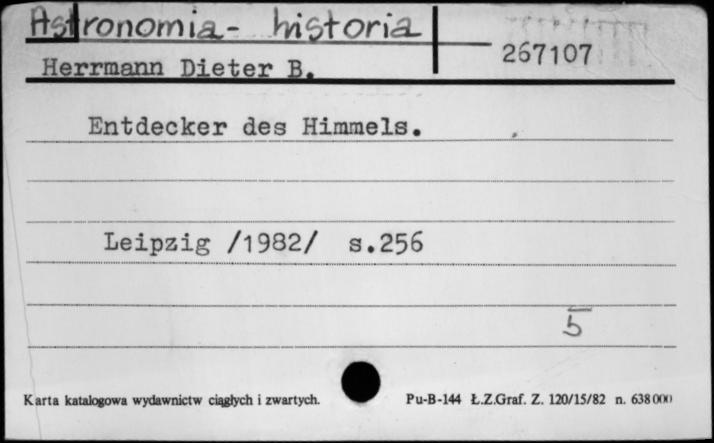 Astronomia- historia
267107
Herrmann Dieter B.
Entdecker des Himmels.
Leipzig /1982/ s.256
5
Karta katalogowa wydawnictw ciągłych i zwartych. Pu-B-144 Ł.Z.Graf. Z. 120/15/82 n. 638000